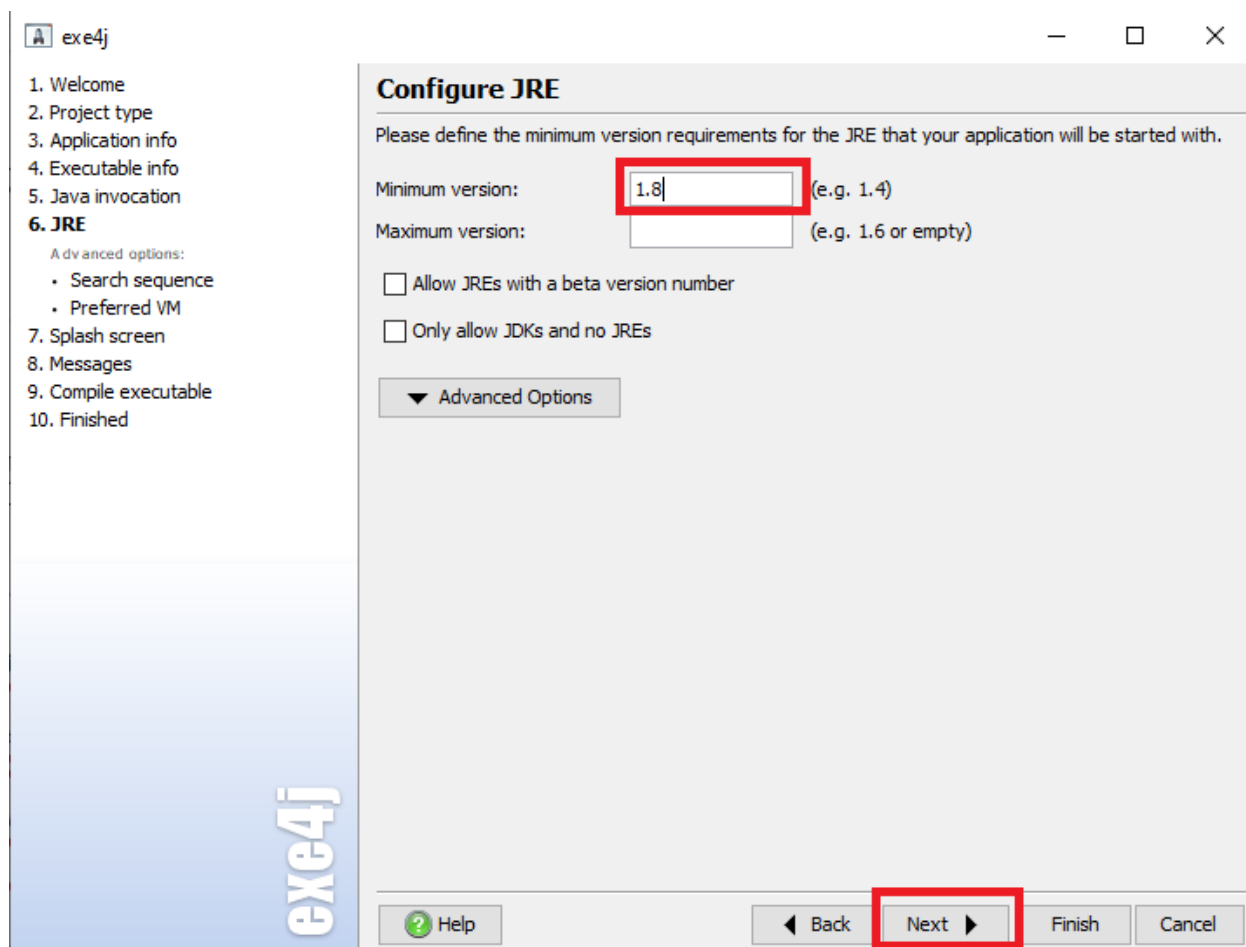 exe4j
1. Welcome
2. Project type
3. Application info
4. Executable info
5. Java invocation
6. JRE
Advanced options:
• Search sequence
• Preferred VM
7. Splash screen
8. Messages
9. Compile executable
10. Finished
exe4j
Configure JRE
Please define the minimum version requirements for the JRE that your application will be started with.
Minimum version: 1.8 (e.g. 1.4)
Maximum version: (e.g. 1.6 or empty)
Allow JREs with a beta version number
Only allow JDKs and no JREs
Advanced Options
Help Back Next Finish Cancel